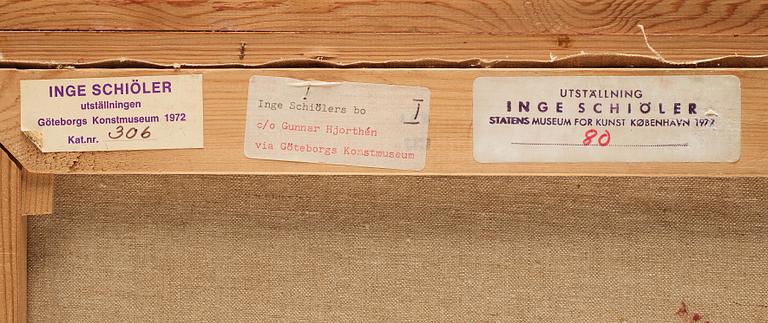 INGE SCHIÖLER
utställningen
Göteborgs Konstmuseum 1972
Kat.nr. 306
!
Inge Schiölers bo
I
c/o Gunnar Hjorthén
via Göteborgs Konstmuseum
UTSTÄLLNING
INGE SCHIÖLER
STATENS MUSEUM FOR KUNST KØBENHAVN 1972
80